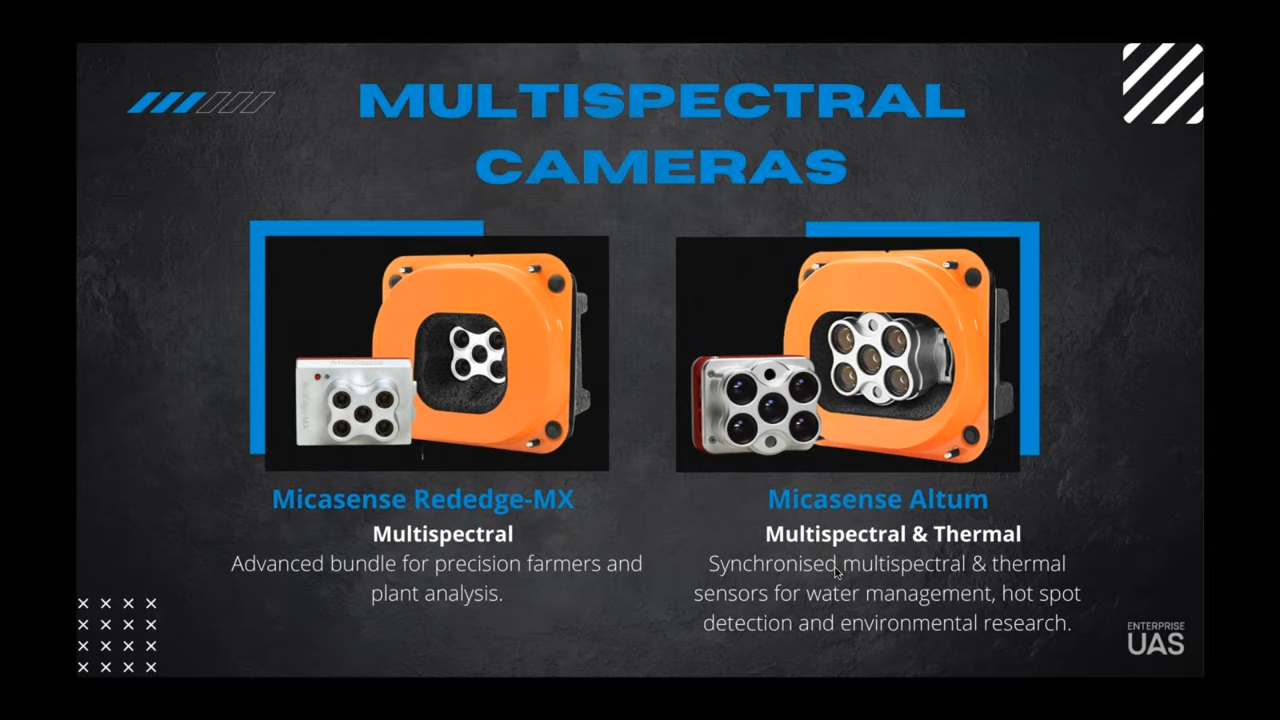 MULTISPECTRAL
CAMERAS
Micasense Rededge-MX
Multispectral
Advanced bundle for precision farmers and
plant analysis.
Micasense Altum
Multispectral & Thermal
Synchronised multispectral & thermal
sensors for water management, hot spot
detection and environmental research.
ENTERPRISE
UAS